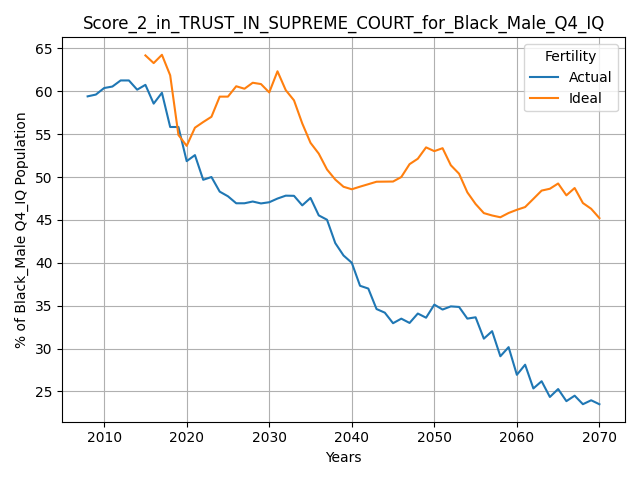 Score_2_in_TRUST_IN_SUPREME_COURT_for_Black_Male_Q4_IQ
Fertility
Actual
Ideal
% of Black_Male Q4_IQ Population
65
60
55
50
45
40
35
30
25
2010 2020 2030 2040 2050 2060 2070
Years